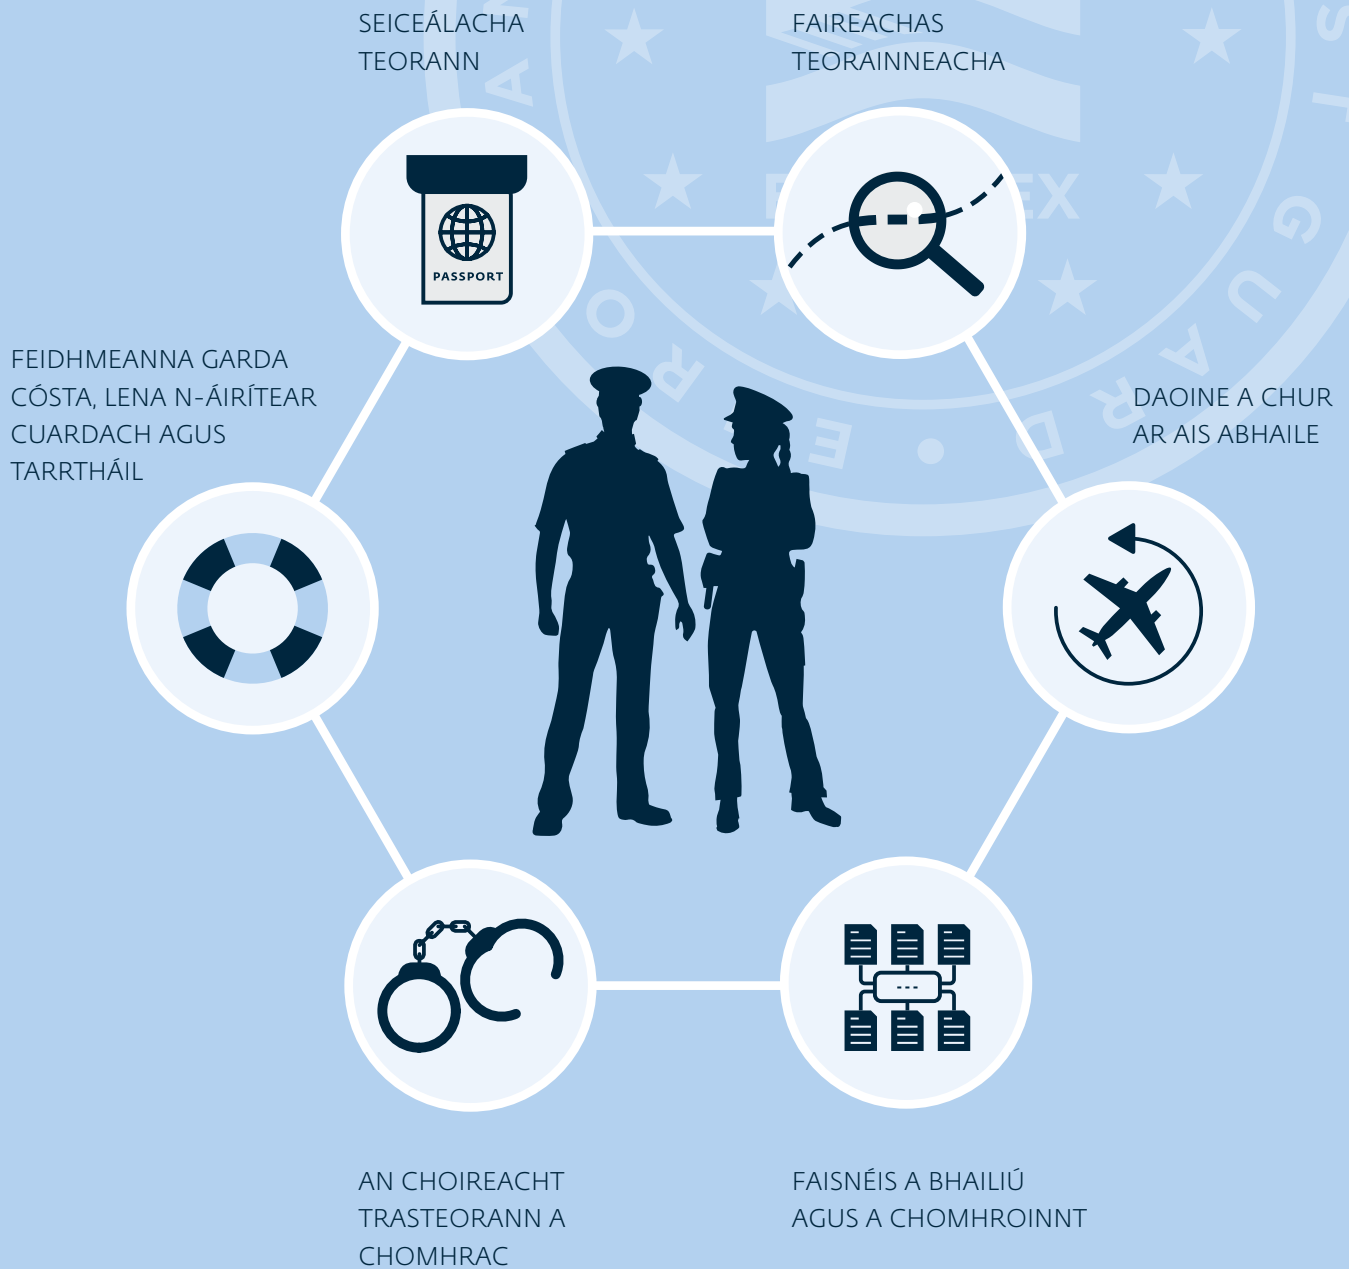 SEICEÁLACHA
TEORANN
FAIREACHAS
TEORAINNEACHA
PASSPORT
FEIDHMEANNA GARDA
CÓSTA, LENA N-ÁIRÍTEAR
CUARDACH AGUS
TARRTHÁIL
DAOINE A CHUR
AR AIS ABHAILE
AN CHOIREACHT
TRASTEORANN A
CHOMHRAC
FAISNÉIS A BHAILIÚ
AGUS A CHOMHROINNT